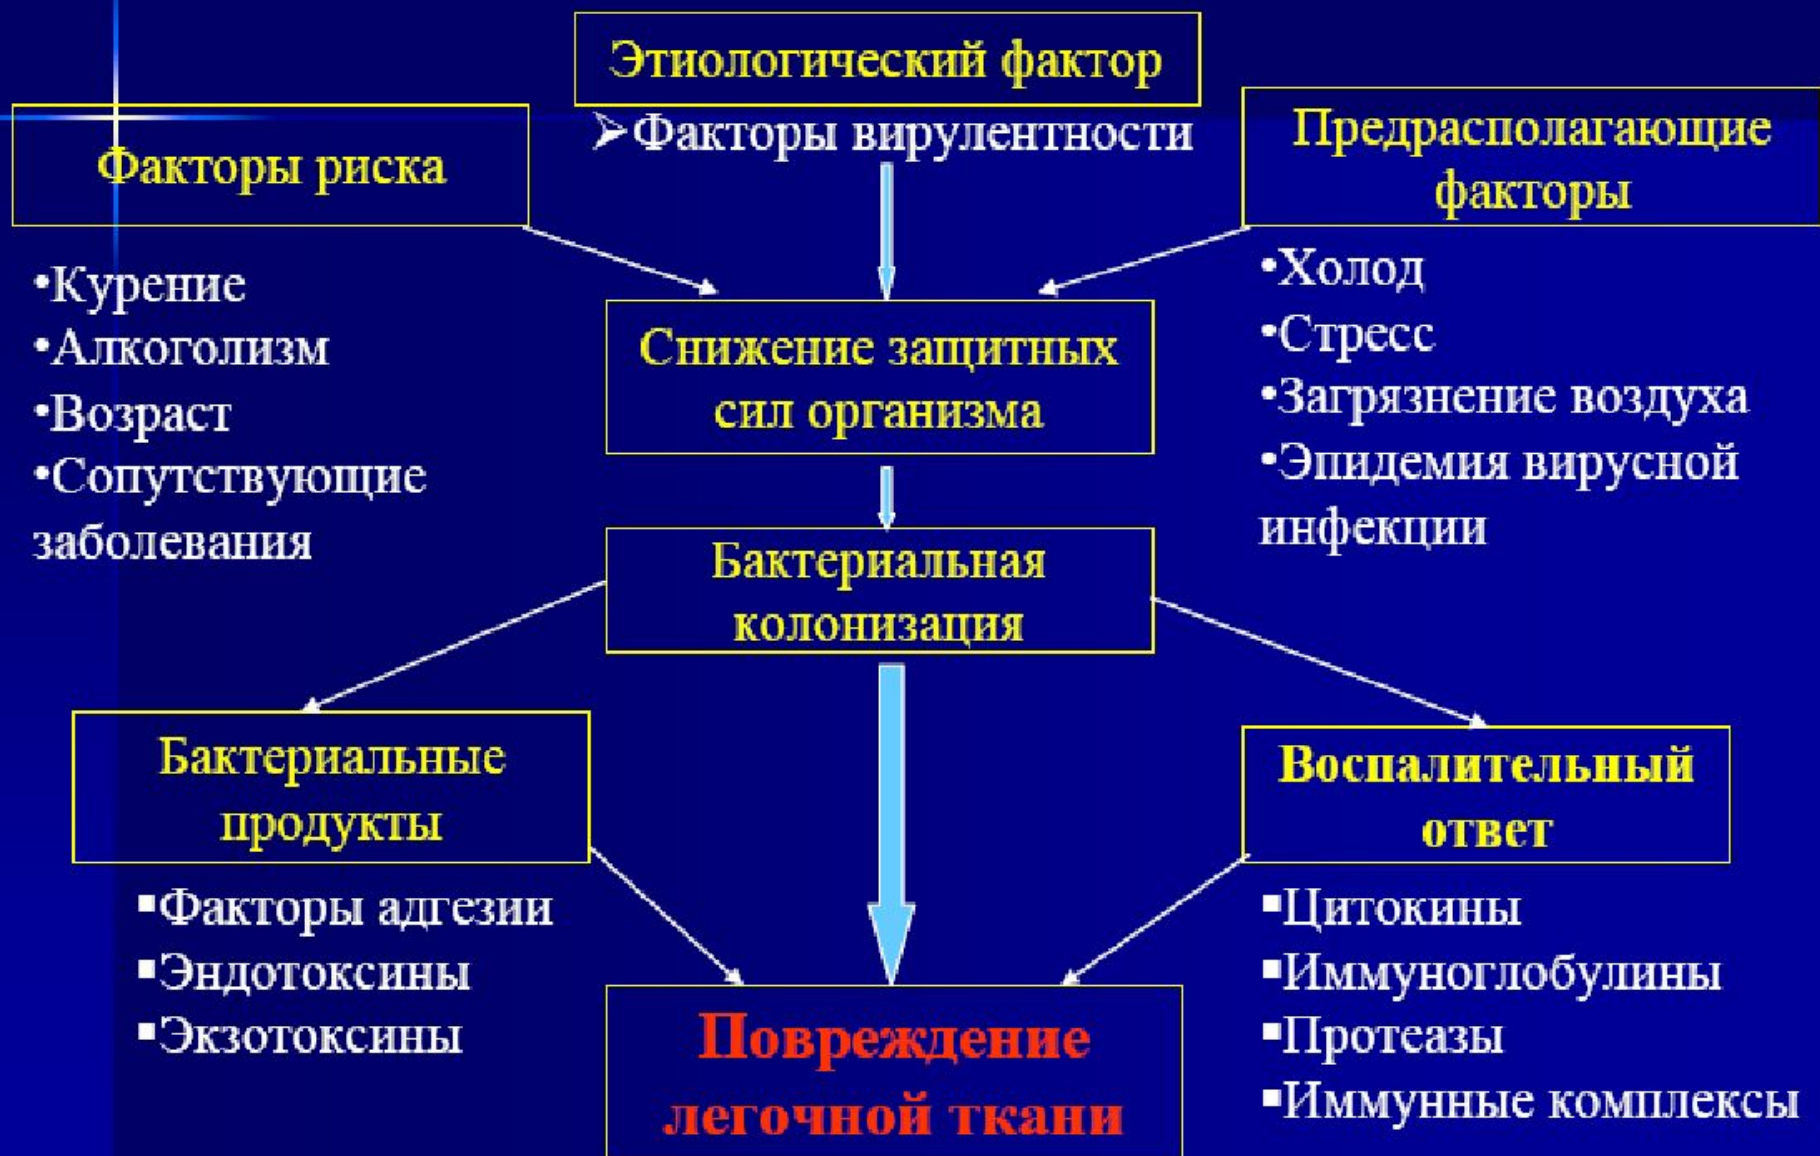 Этиологический фактор
➢Факторы вирулентности
Факторы риска
•Курение
•Алкоголизм
•Возраст
•Сопутствующие
заболевания
Предрасполагающие
факторы
•Холод
•Стресс
•Загрязнение воздуха
•Эпидемия вирусной
инфекции
Снижение защитных
сил организма
Бактериальная
колонизация
Бактериальные
продукты
▪Факторы адгезии
▪Эндотоксины
▪Экзотоксины
Воспалительный
ответ
▪Цитокины
▪Иммуноглобулины
▪Протеазы
▪Иммунные комплексы
Повреждение
легочной ткани